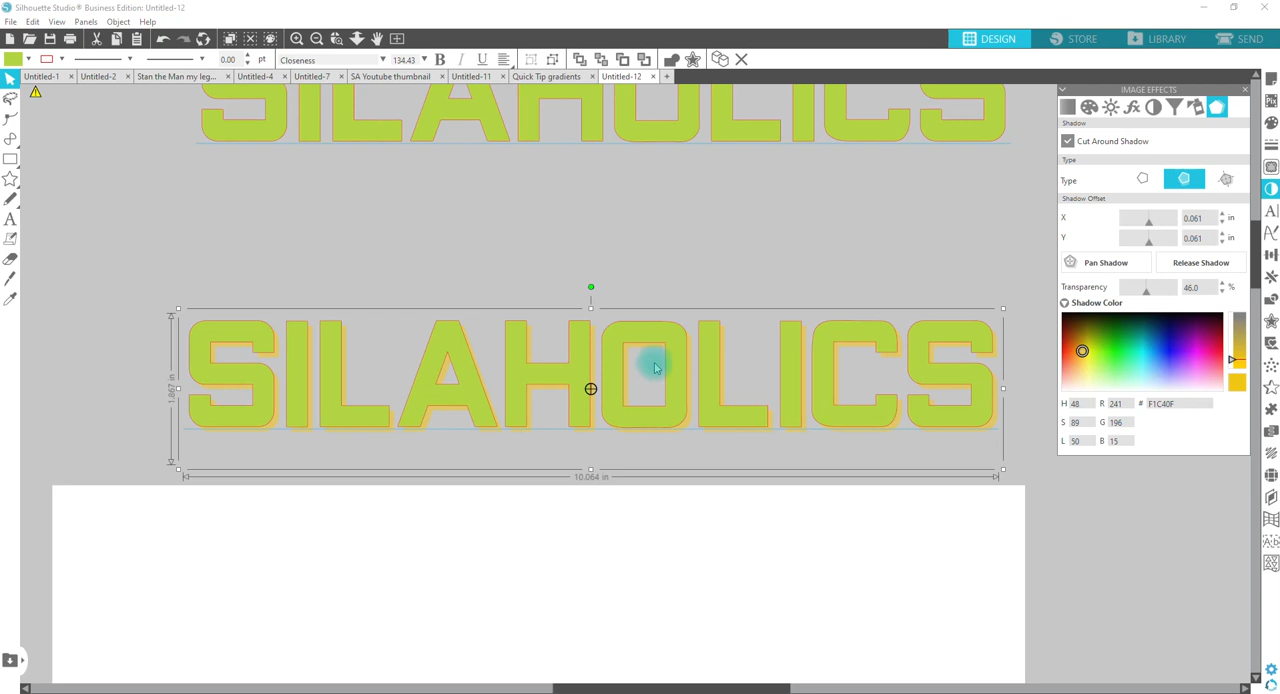 Silhouette Studio® Business Edition: Untitled-12
File Edit View Panels Object Help
DESIGN STORE LIBRARY SEND
0.00 pt Closeness 134.43 B I U
Untitled-1 Untitled-2 Stan the Man my leg... Untitled-4 Untitled-7 SA Youtube thumbnail Untitled-11 Quick Tip gradients Untitled-12
IMAGE EFFECTS
Shadow
Cut Around Shadow
Type
Type
Shadow Offset
X 0.061 in
Y 0.061 in
Pan Shadow Release Shadow
Transparency 46.0 %
Shadow Color
H 48 R 241 # F1C40F
S 89 G 196
L 50 B 15
SILAHOLICS
SILAHOLICS
1.867 in
10.064 in